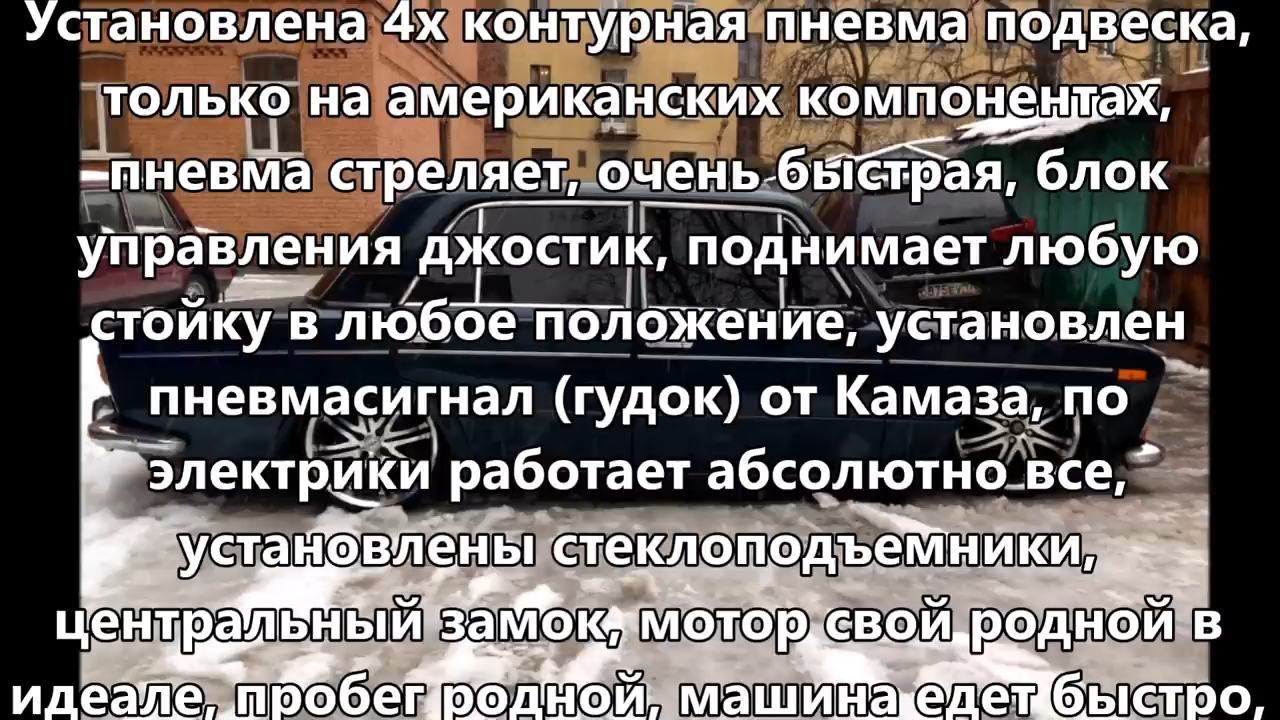 Установлена 4х контурная пневма подвеска,
только на американских компонентах,
пневма стреляет, очень быстрая, блок
управления джостик, поднимает любую
стойку в любое положение, установлен
пневмасигнал (гудок) от Камаза, по
электрики работает абсолютно все,
установлены стеклоподъемники,
центральный замок, мотор свой родной в
идеале, пробег родной, машина едет быстро,